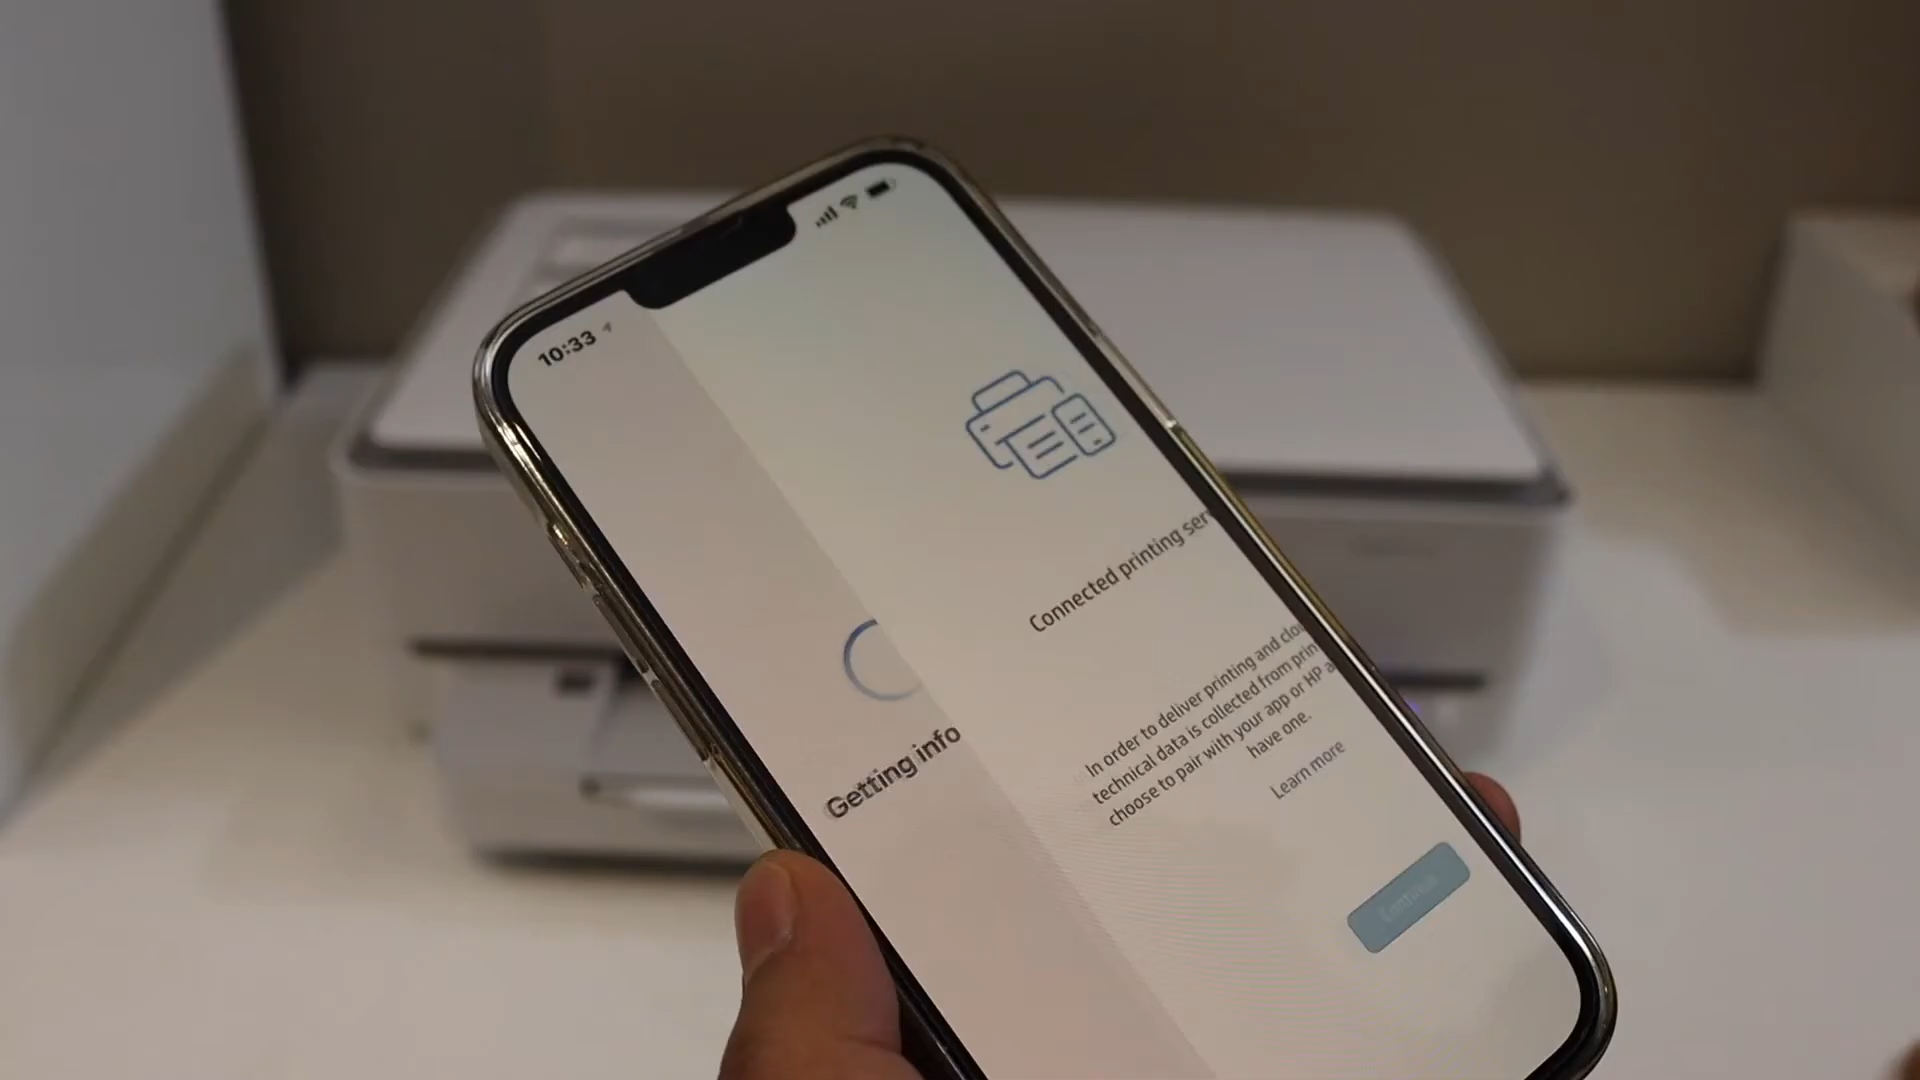 10:33
Getting info
Connected printing ser
In order to deliver printing and clo
technical data is collected from prin
choose to pair with your app or HP a
have one.
Learn more
Continue